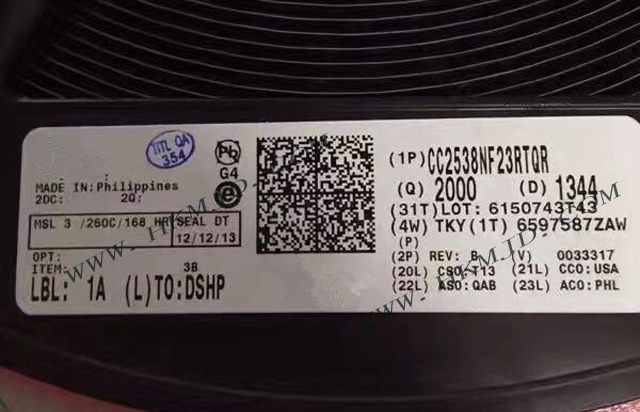 TITL QA
354
Pb
G4
e
MADE IN: Philippines
2DC: 2Q:
MSL 3 /260C/168 HR
SEAL DT
12/12/13
OPT:
ITEM: 3B
LBL: 1A (L)TO:DSHP
(1P) CC2538NF23RTQR
(Q) 2000 (D) 1344
(31T) LOT: 6150743T43
(4W) TKY(1T) 6597587ZAW
(P)
(2P) REV: B (V) 0033317
(20L) CSO:T13 (21L) CCO:USA
(22L) ASO:QAB (23L) ACO:PHL